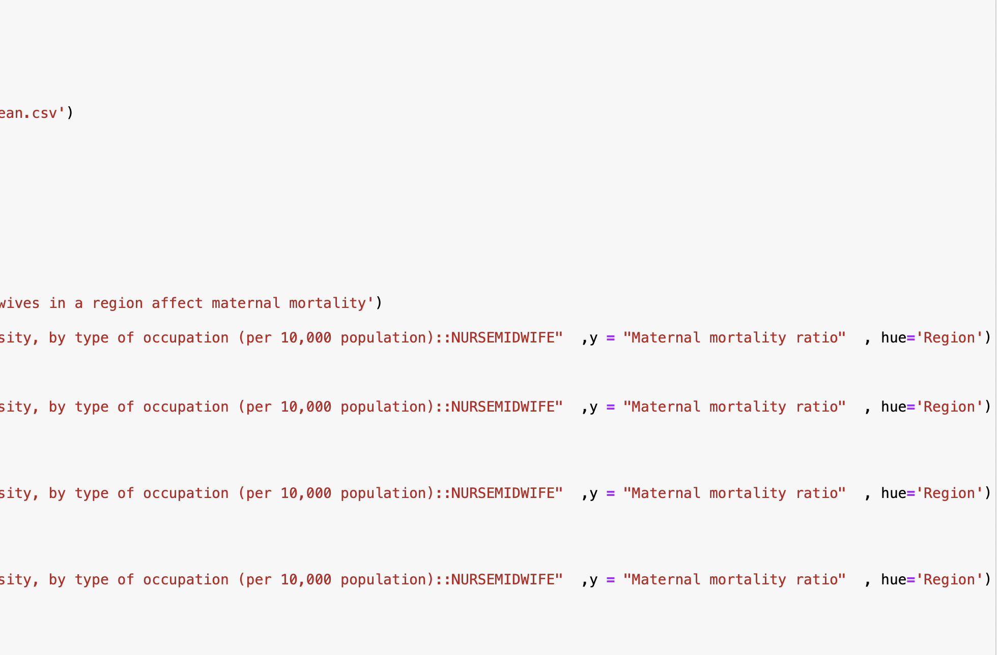 ean.csv')
wives in a region affect maternal mortality')
sity, by type of occupation (per 10,000 population)::NURSEMIDWIFE"  ,y = "Maternal mortality ratio"  , hue='Region')
sity, by type of occupation (per 10,000 population)::NURSEMIDWIFE"  ,y = "Maternal mortality ratio"  , hue='Region')
sity, by type of occupation (per 10,000 population)::NURSEMIDWIFE"  ,y = "Maternal mortality ratio"  , hue='Region')
sity, by type of occupation (per 10,000 population)::NURSEMIDWIFE"  ,y = "Maternal mortality ratio"  , hue='Region')